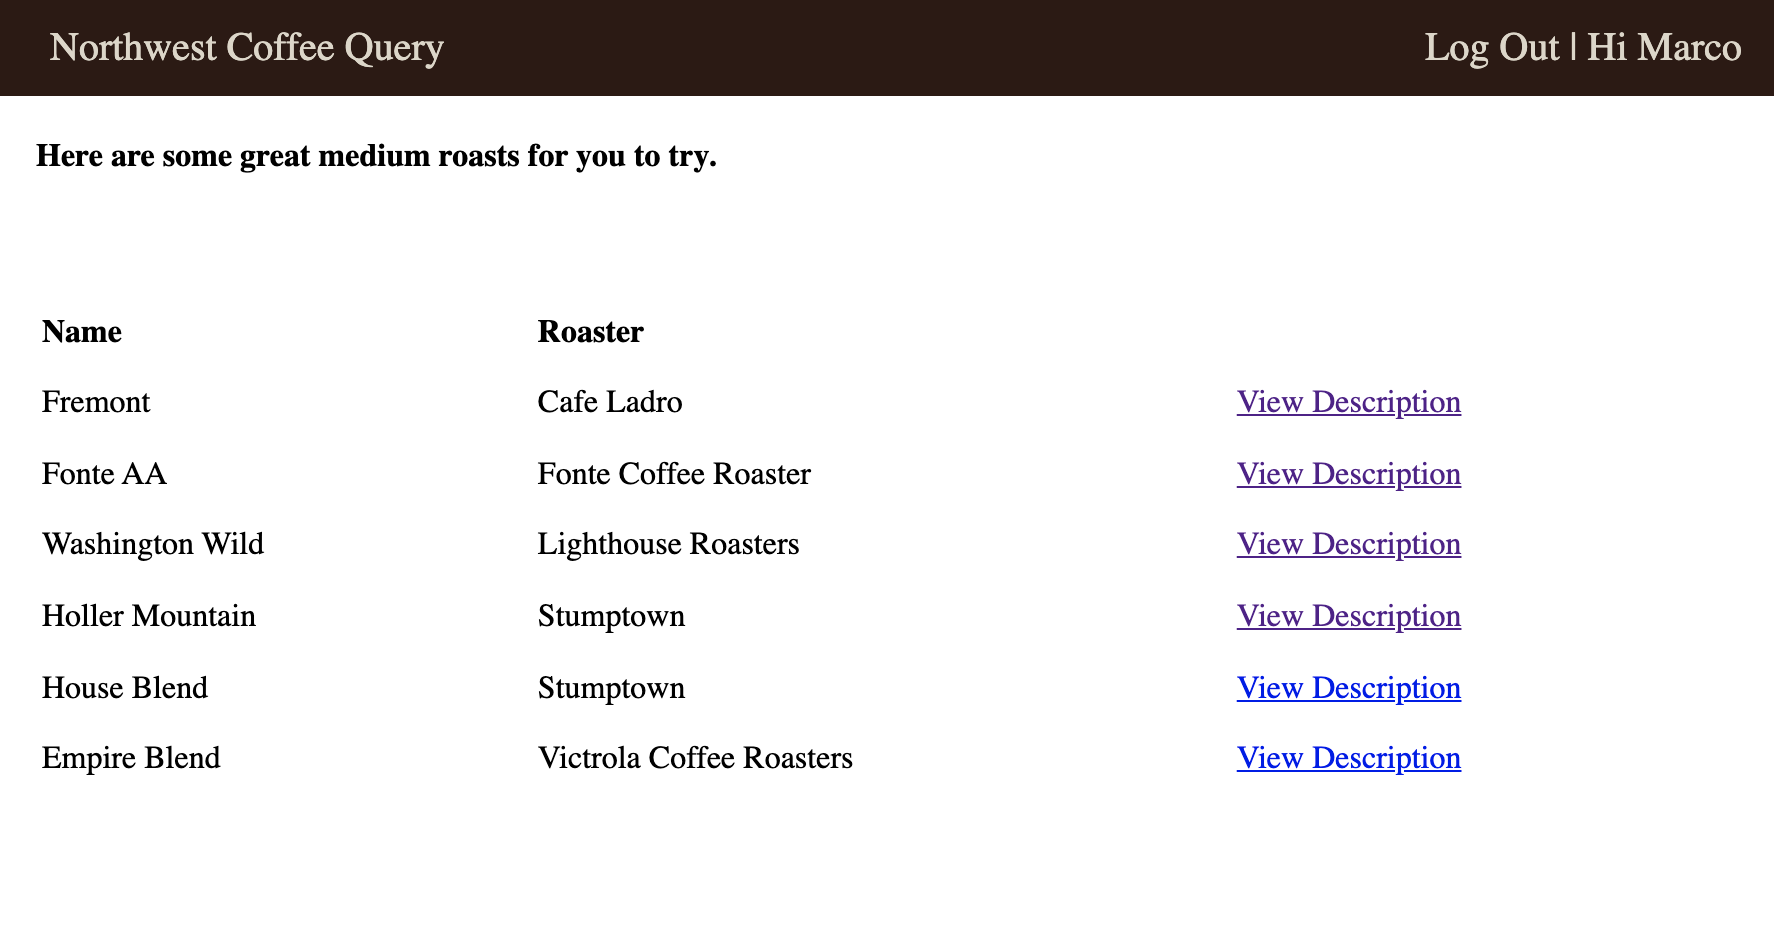 Northwest Coffee Query Log Out | Hi Marco
Here are some great medium roasts for you to try.
Name Roaster
Fremont Cafe Ladro View Description
Fonte AA Fonte Coffee Roaster View Description
Washington Wild Lighthouse Roasters View Description
Holler Mountain Stumptown View Description
House Blend Stumptown View Description
Empire Blend Victrola Coffee Roasters View Description